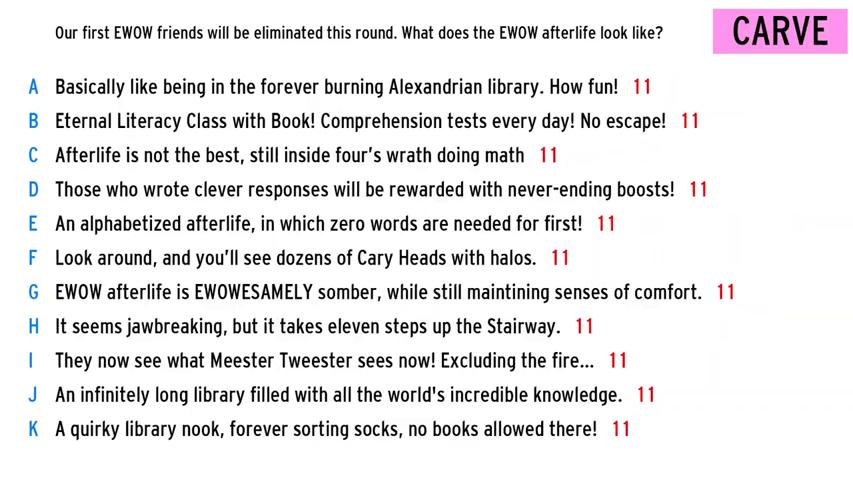 Our first EWOW friends will be eliminated this round. What does the EWOW afterlife look like?
CARVE
A Basically like being in the forever burning Alexandrian library. How fun! 11
B Eternal Literacy Class with Book! Comprehension tests every day! No escape! 11
C Afterlife is not the best, still inside four's wrath doing math 11
D Those who wrote clever responses will be rewarded with never-ending boosts! 11
E An alphabetized afterlife, in which zero words are needed for first! 11
F Look around, and you'll see dozens of Cary Heads with halos. 11
G EWOW afterlife is EWOWESAMELY somber, while still maintining senses of comfort. 11
H It seems jawbreaking, but it takes eleven steps up the Stairway. 11
I They now see what Meester Tweester sees now! Excluding the fire... 11
J An infinitely long library filled with all the world's incredible knowledge. 11
K A quirky library nook, forever sorting socks, no books allowed there! 11